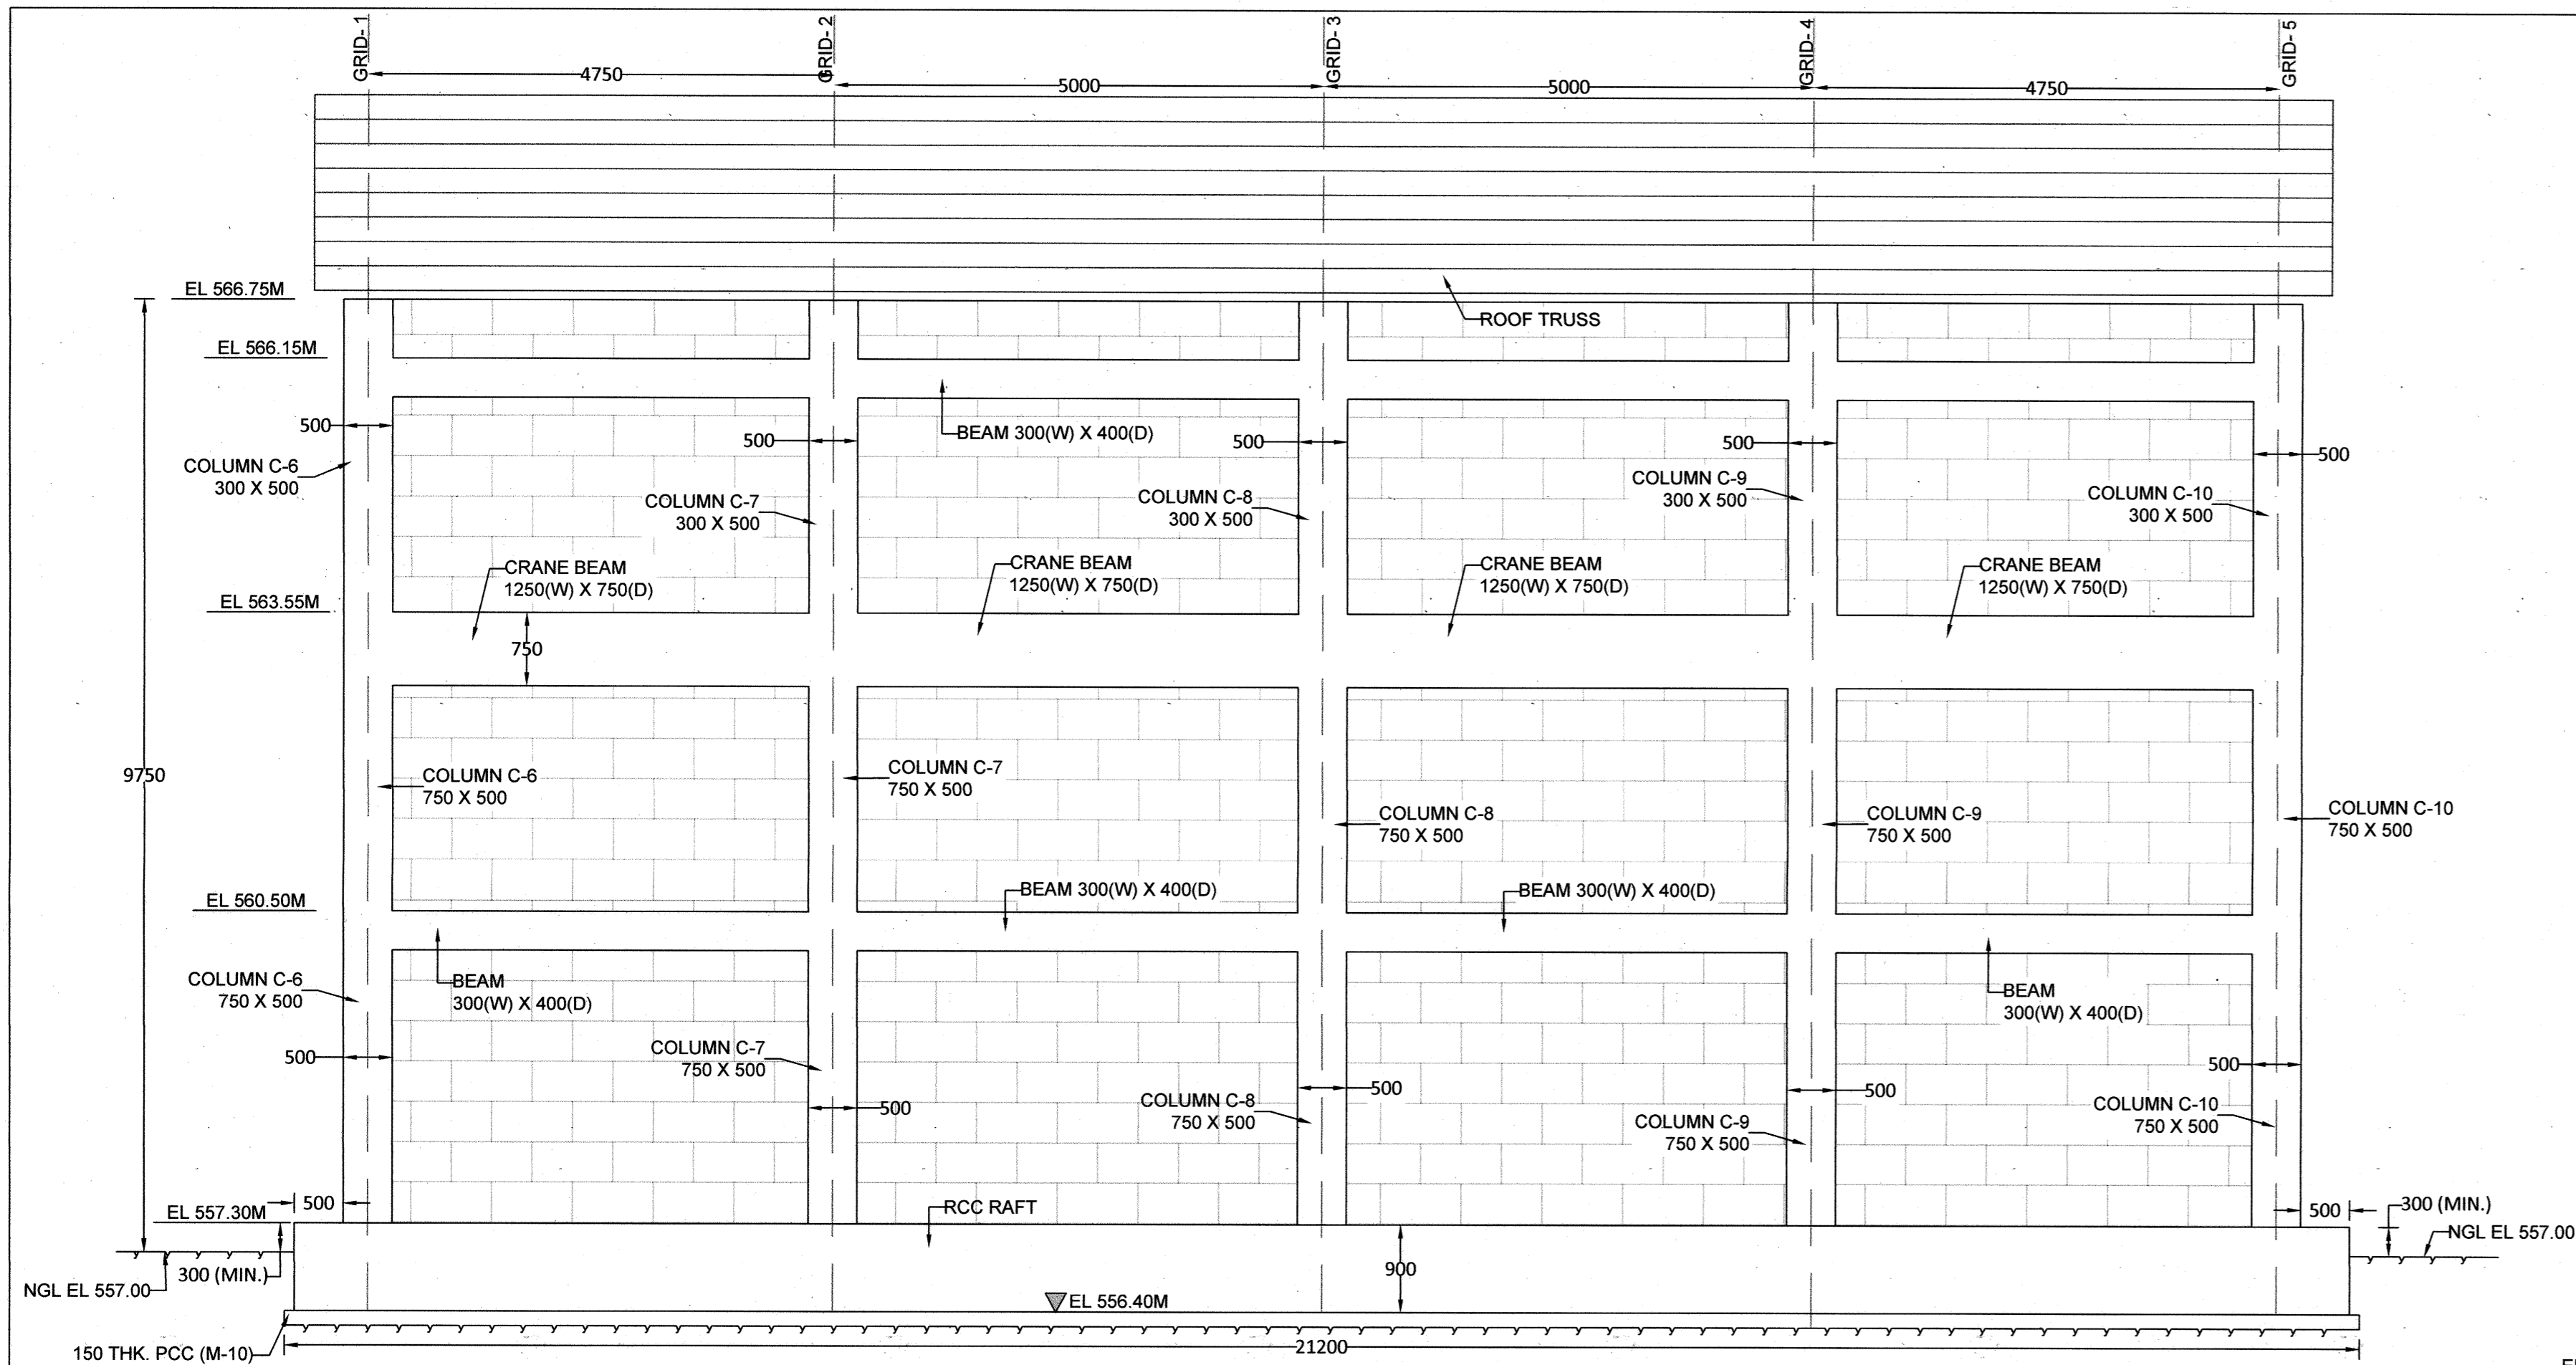 GRID- 1
GRID- 2
GRID- 3
GRID- 4
GRID- 5
4750
5000
5000
4750
EL 566.75M
ROOF TRUSS
EL 566.15M
500
BEAM 300(W) X 400(D)
500
500
500
500
COLUMN C-6
300 X 500
COLUMN C-7
300 X 500
COLUMN C-8
300 X 500
COLUMN C-9
300 X 500
COLUMN C-10
300 X 500
CRANE BEAM
1250(W) X 750(D)
CRANE BEAM
1250(W) X 750(D)
CRANE BEAM
1250(W) X 750(D)
CRANE BEAM
1250(W) X 750(D)
EL 563.55M
750
9750
COLUMN C-6
750 X 500
COLUMN C-7
750 X 500
COLUMN C-8
750 X 500
COLUMN C-9
750 X 500
COLUMN C-10
750 X 500
EL 560.50M
BEAM 300(W) X 400(D)
BEAM 300(W) X 400(D)
COLUMN C-6
750 X 500
BEAM
300(W) X 400(D)
BEAM
300(W) X 400(D)
500
COLUMN C-7
750 X 500
500
COLUMN C-8
750 X 500
500
COLUMN C-9
750 X 500
500
500
COLUMN C-10
750 X 500
500
EL 557.30M
RCC RAFT
500
300 (MIN.)
NGL EL 557.00
300 (MIN.)
NGL EL 557.00
900
EL 556.40M
150 THK. PCC (M-10)
21200